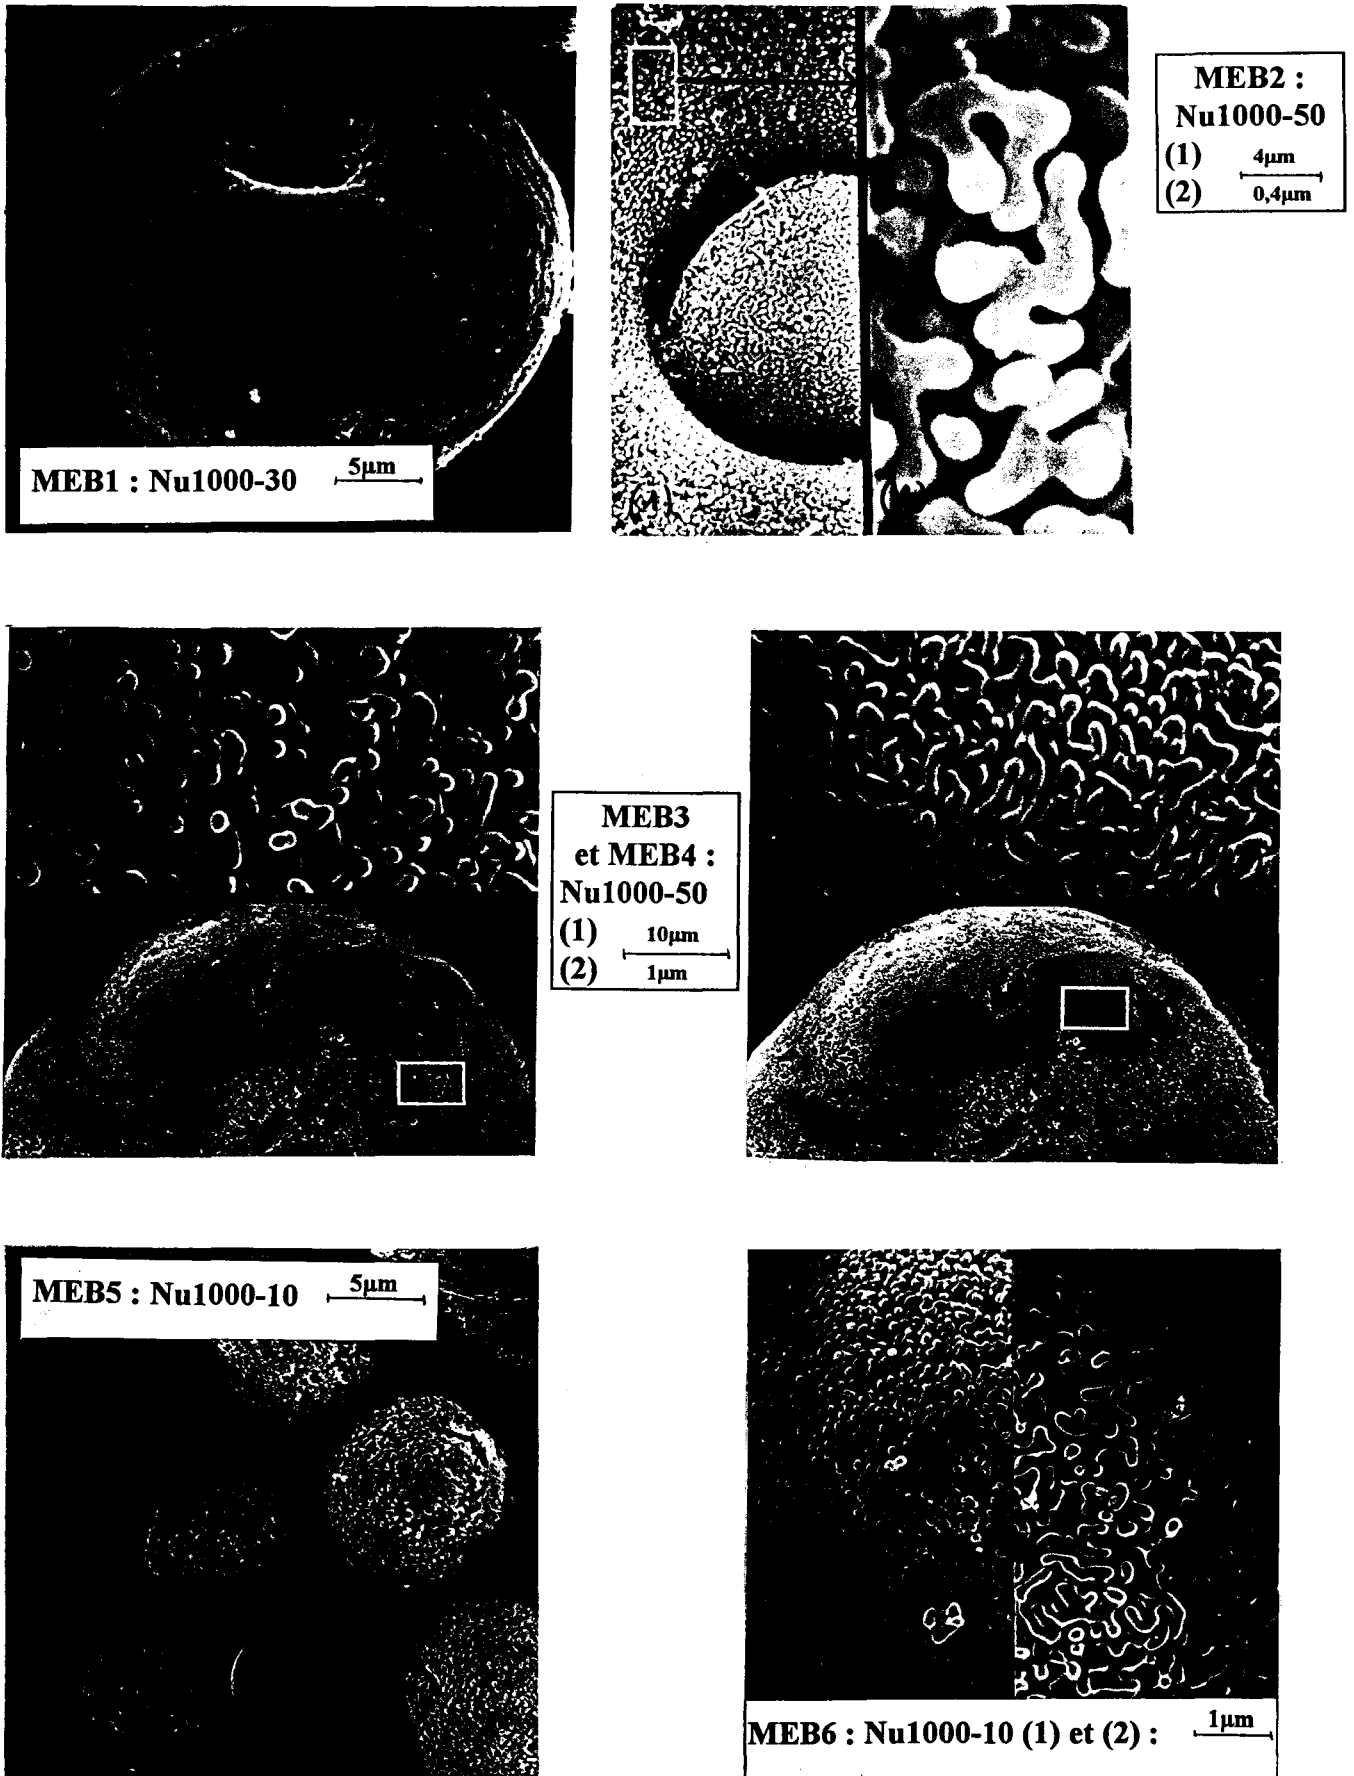 MEB1 : Nu1000-30 5µm
MEB2 :
Nu1000-50
(1) 4µm
(2) 0,4µm
MEB3
et MEB4 :
Nu1000-50
(1) 10µm
(2) 1µm
MEB5 : Nu1000-10 5µm
MEB6 : Nu1000-10 (1) et (2) : 1µm